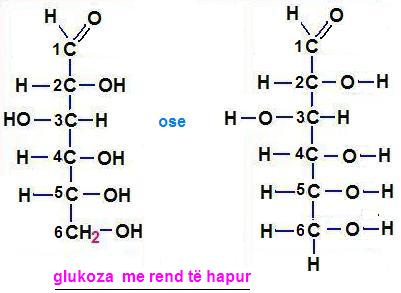 H O H O
1C 1C
H 2C OH H 2C O H
HO 3C H ose H O 3C H
H 4C OH H 4C O H
H 5C OH H 5C O H
6CH2 OH H 6C O H
H
glukoza me rend të hapur